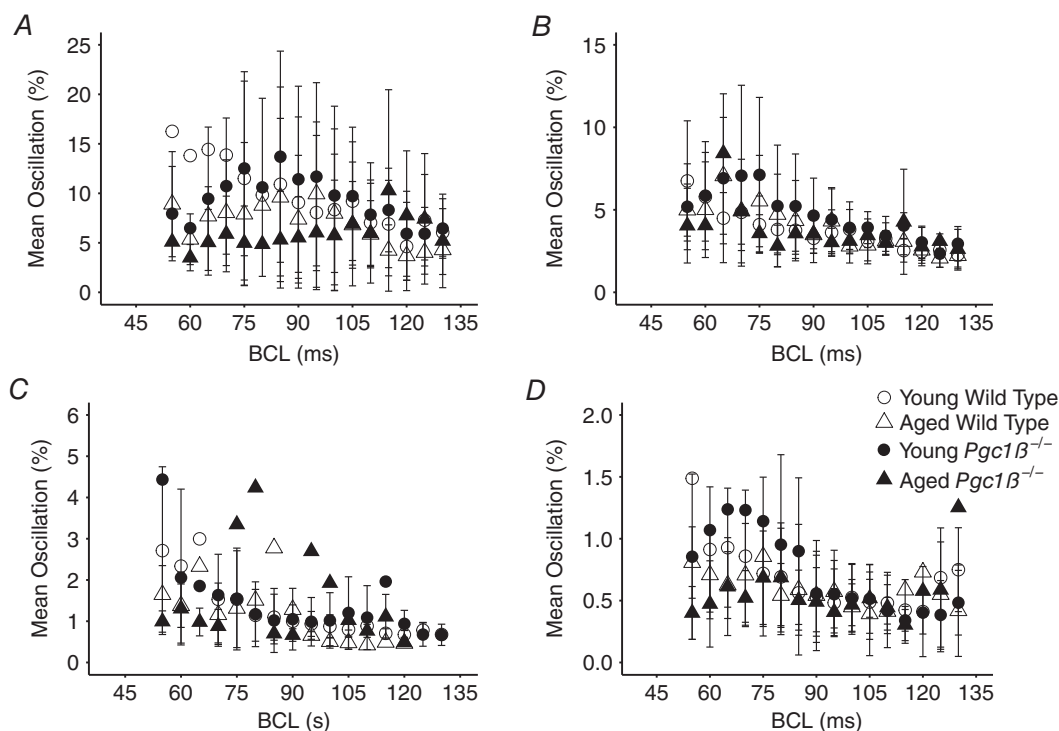 A
Mean Oscillation (%)
25
20
15
10
5
0
45 60 75 90 105 120 135
BCL (ms)
B
Mean Oscillation (%)
15
10
5
0
45 60 75 90 105 120 135
BCL (ms)
C
Mean Oscillation (%)
6
5
4
3
2
1
0
45 60 75 90 105 120 135
BCL (s)
D
Mean Oscillation (%)
2.0
1.5
1.0
0.5
0.0
45 60 75 90 105 120 135
BCL (ms)
Young Wild Type
Aged Wild Type
Young Pgc1ß−/−
Aged Pgc1ß−/−